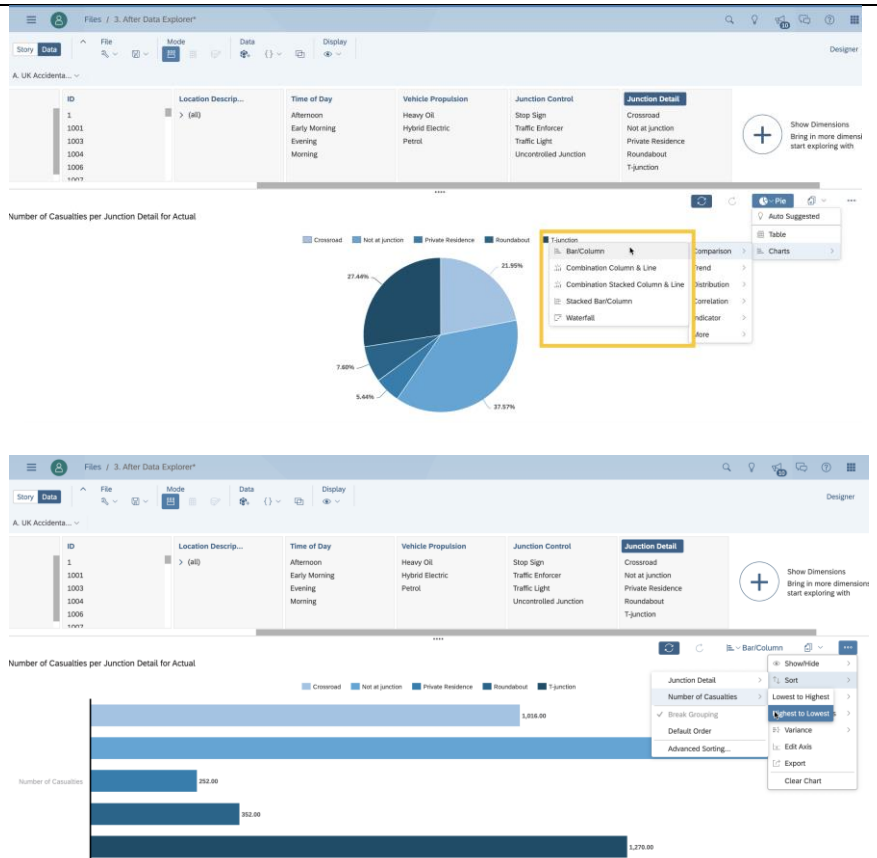 Files / 3. After Data Explorer*
10
Story Data
File
Mode
Data
Display
Designer
A. UK Accidenta...
ID
1
1001
1003
1004
1006
1007
Location Descrip...
(all)
Time of Day
Afternoon
Early Morning
Evening
Morning
Vehicle Propulsion
Heavy Oil
Hybrid Electric
Petrol
Junction Control
Stop Sign
Traffic Enforcer
Traffic Light
Uncontrolled Junction
Junction Detail
Crossroad
Not at junction
Private Residence
Roundabout
T-junction
Show Dimensions
Bring in more dimensi
start exploring with
Number of Casualties per Junction Detail for Actual
Pie
Auto Suggested
Table
Charts
Comparison
Trend
Distribution
Correlation
Indicator
More
Bar/Column
Combination Column & Line
Combination Stacked Column & Line
Stacked Bar/Column
Waterfall
Crossroad Not at junction Private Residence Roundabout T-junction
21.95%
27.44%
7.60%
5.44%
37.57%
Files / 3. After Data Explorer*
10
Story Data
File
Mode
Data
Display
Designer
A. UK Accidenta...
ID
1
1001
1003
1004
1006
1007
Location Descrip...
(all)
Time of Day
Afternoon
Early Morning
Evening
Morning
Vehicle Propulsion
Heavy Oil
Hybrid Electric
Petrol
Junction Control
Stop Sign
Traffic Enforcer
Traffic Light
Uncontrolled Junction
Junction Detail
Crossroad
Not at junction
Private Residence
Roundabout
T-junction
Show Dimensions
Bring in more dimensions
start exploring with
Number of Casualties per Junction Detail for Actual
Bar/Column
Show/Hide
Sort
Variance
Edit Axis
Export
Clear Chart
Lowest to Highest
Highest to Lowest
Junction Detail
Number of Casualties
Break Grouping
Default Order
Advanced Sorting...
Crossroad Not at junction Private Residence Roundabout T-junction
1,016.00
Number of Casualties
252.00
352.00
1,270.00